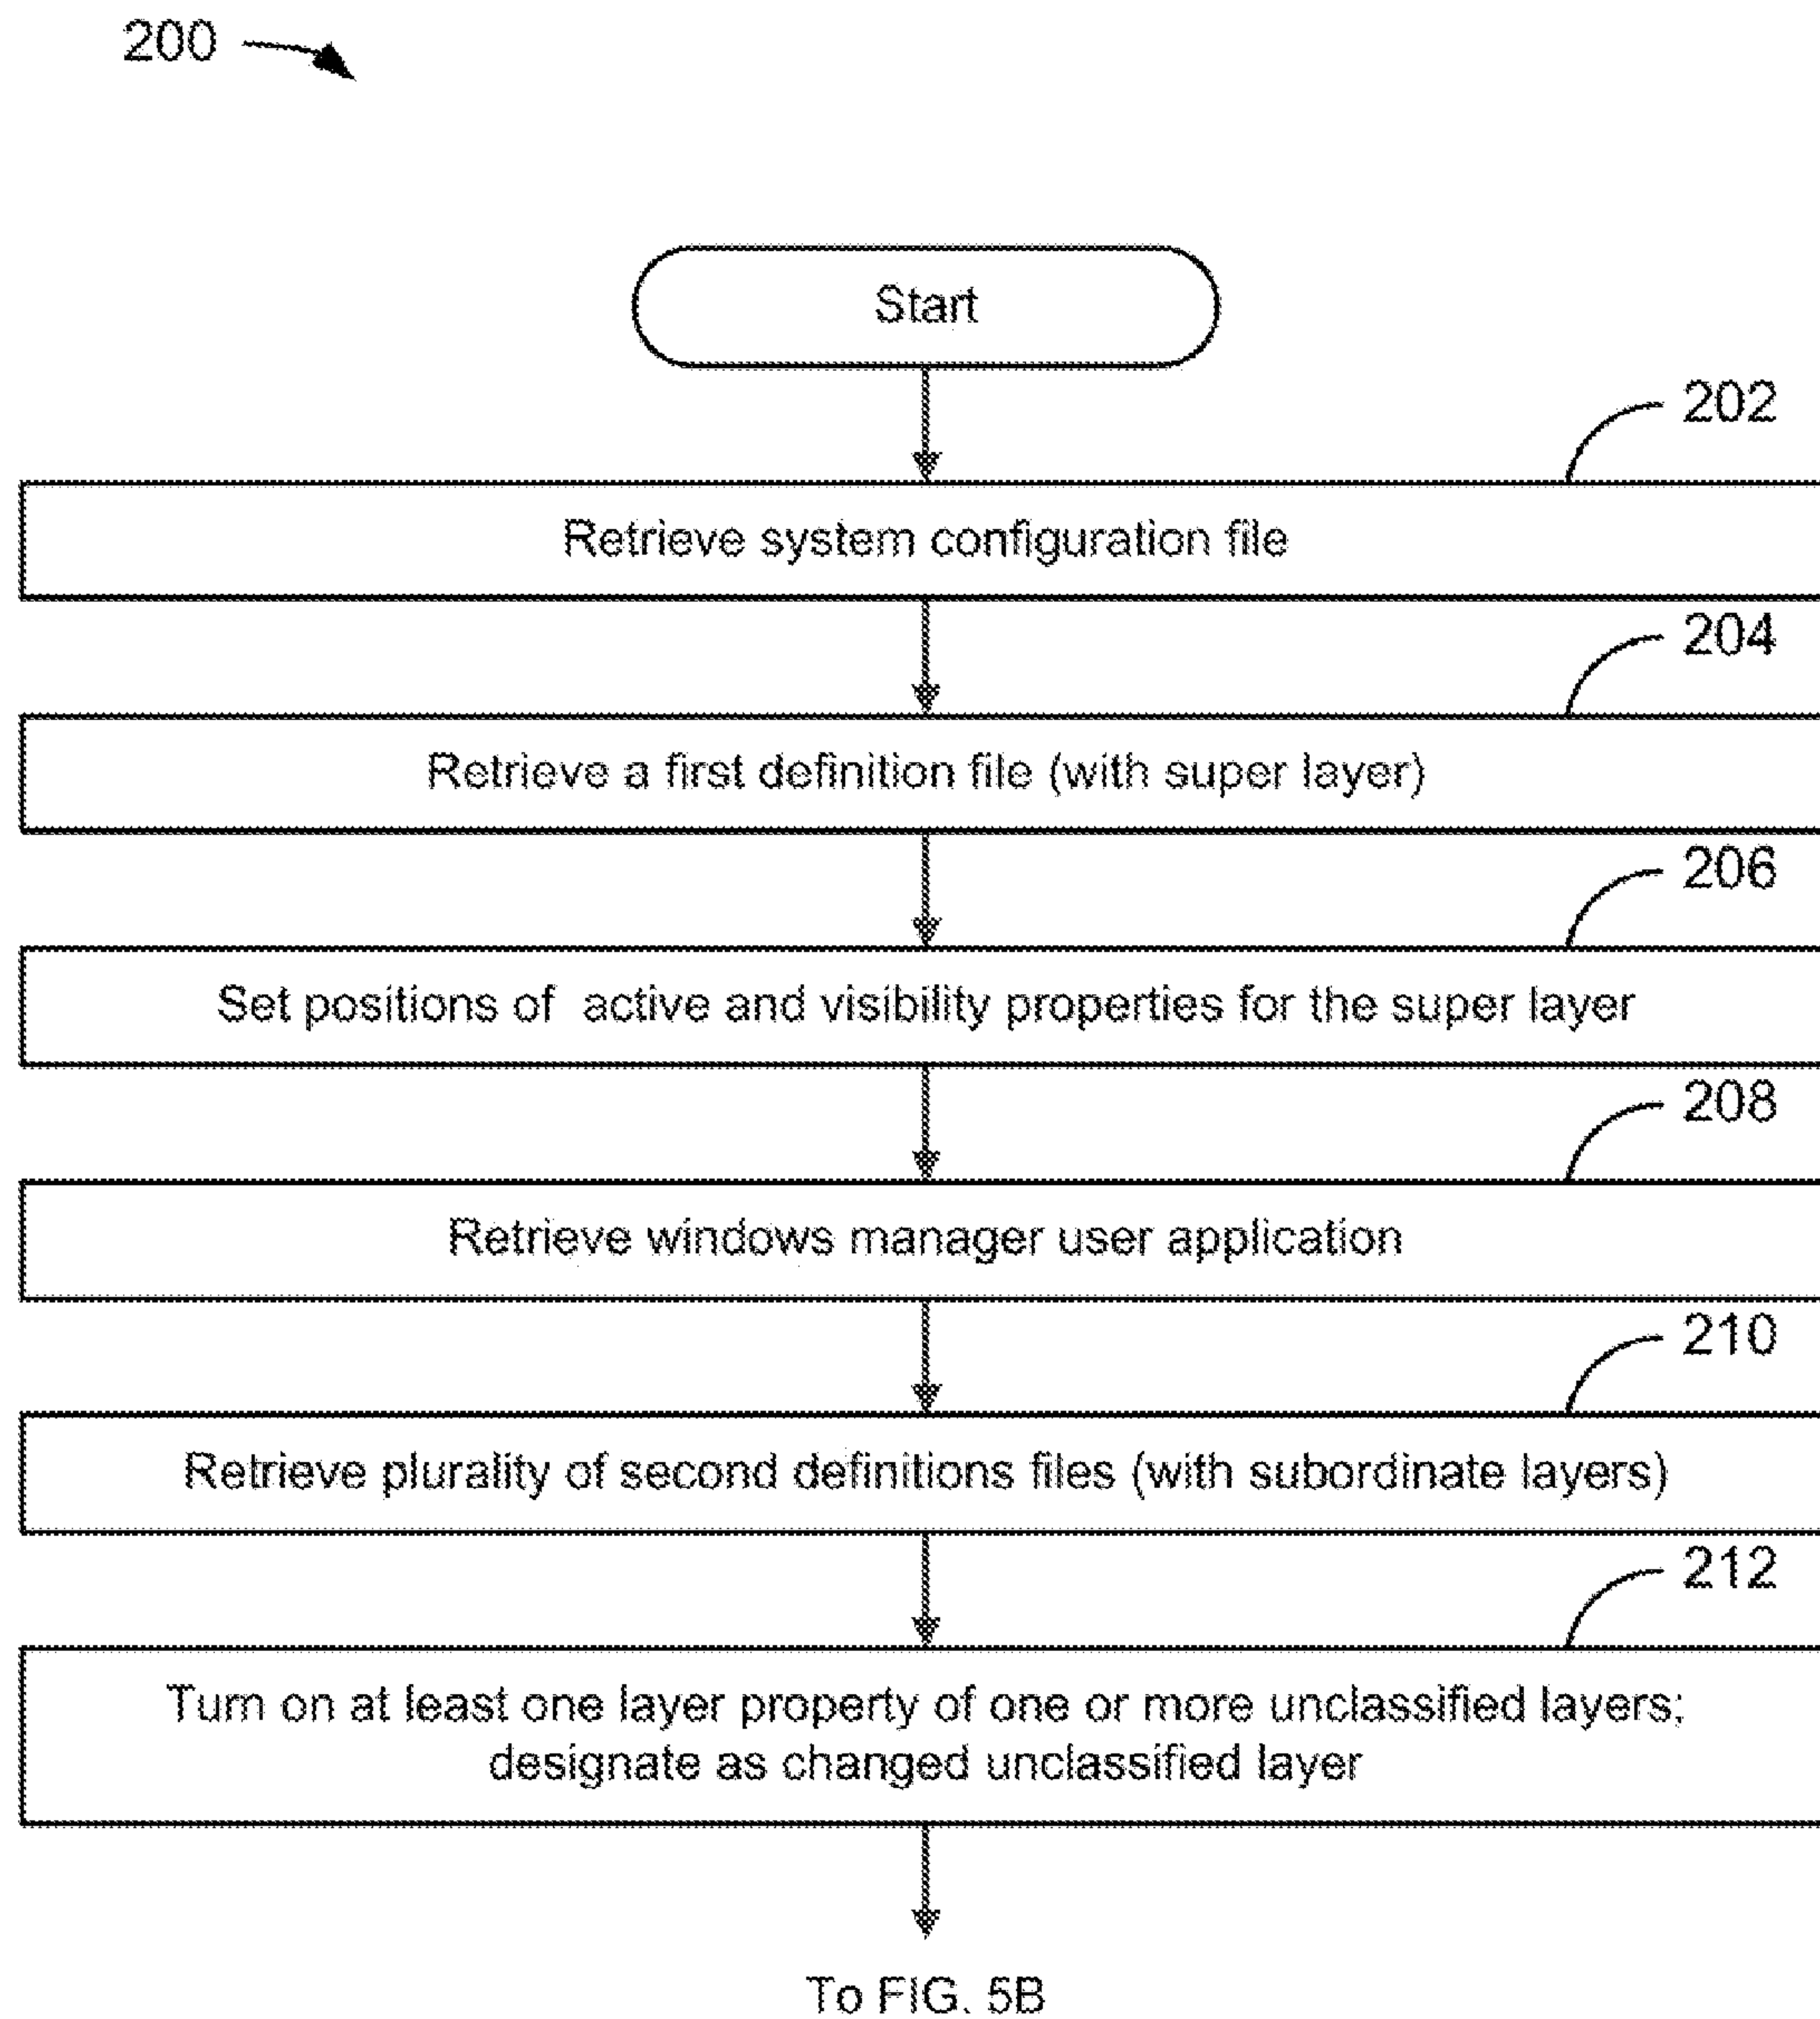 200
Start
202
Retrieve system configuration file
204
Retrieve a first definition file (with super layer)
206
Set positions of active and visibility properties for the super layer
208
Retrieve windows manager user application
210
Retrieve plurality of second definitions files (with subordinate layers)
212
Turn on at least one layer property of one or more unclassified layers;
designate as changed unclassified layer
To FIG. 5B